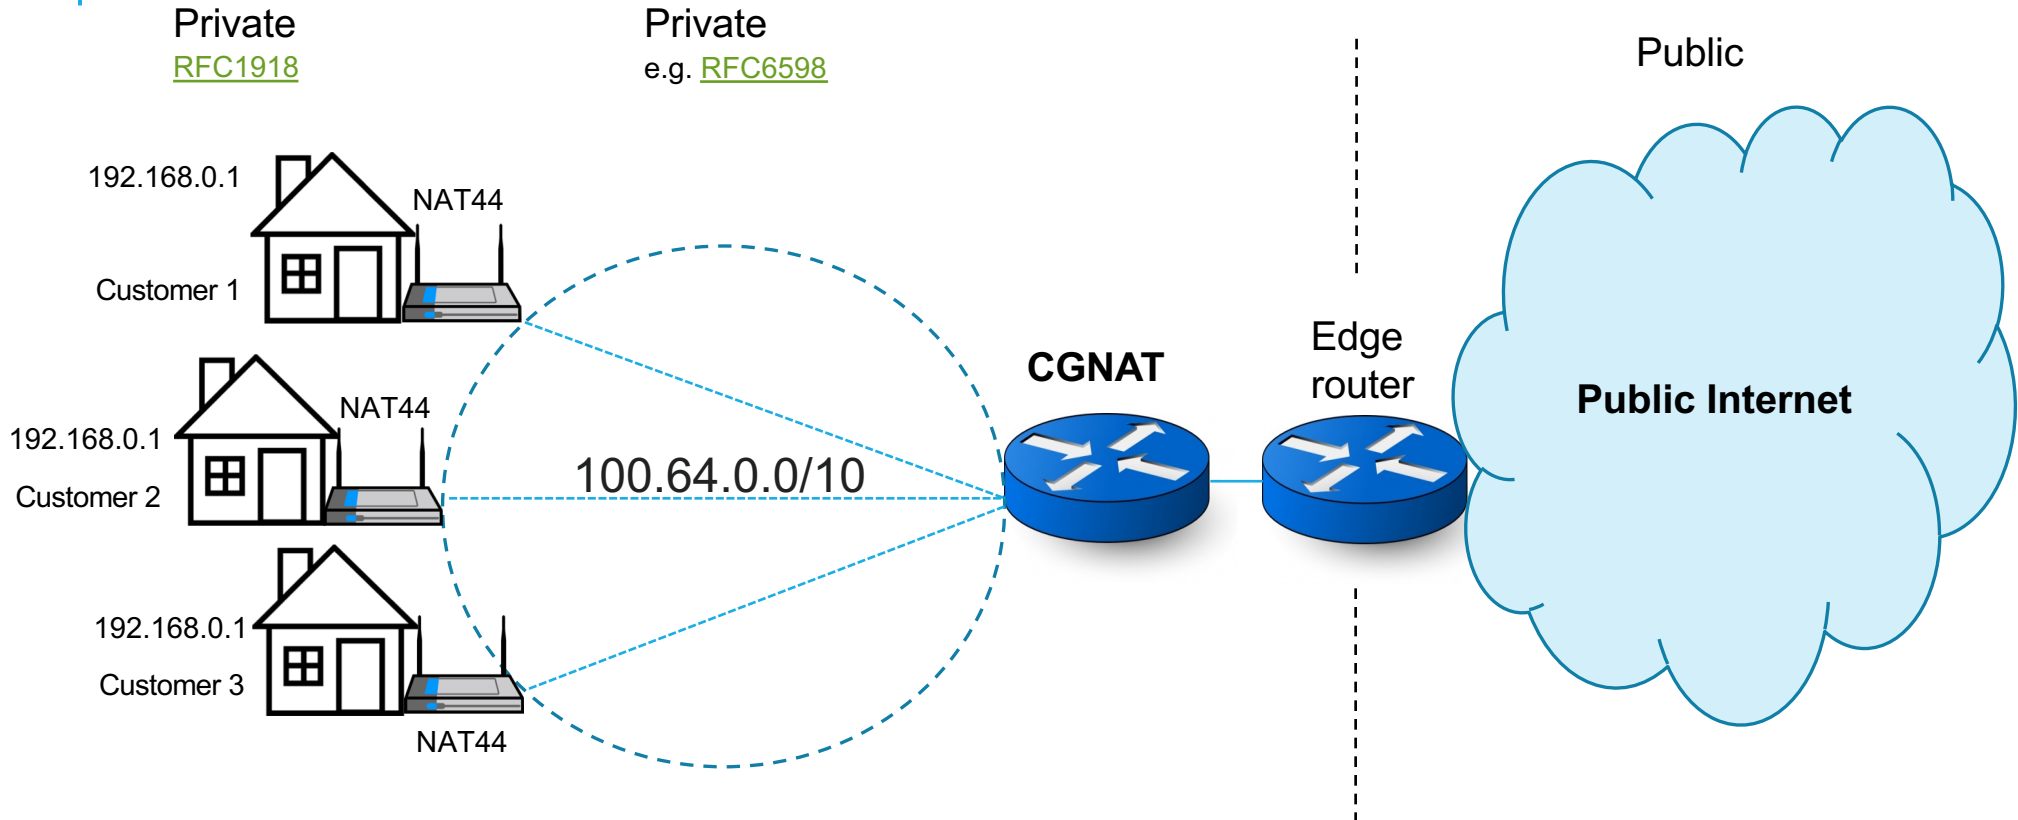 Private
RFC1918
Private
e.g. RFC6598
Public
192.168.0.1
NAT44
Customer 1
192.168.0.1
NAT44
Customer 2
192.168.0.1
Customer 3
NAT44
100.64.0.0/10
CGNAT
Edge
router
Public Internet